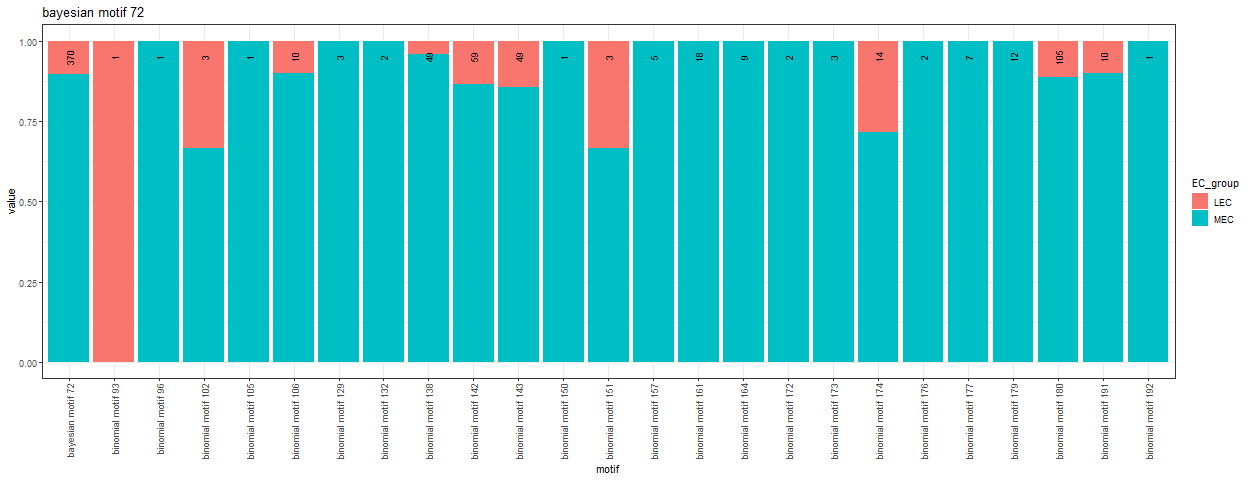 bayesian motif 72
1.00
0.75
0.50
0.25
0.00
value
370
1
1
3
1
10
3
2
49
59
49
1
3
5
18
9
2
3
14
2
7
12
105
10
1
bayesian motif 72
binomial motif 93
binomial motif 96
binomial motif 102
binomial motif 105
binomial motif 106
binomial motif 129
binomial motif 132
binomial motif 138
binomial motif 142
binomial motif 143
binomial motif 150
binomial motif 151
binomial motif 157
binomial motif 161
binomial motif 164
binomial motif 172
binomial motif 173
binomial motif 174
binomial motif 176
binomial motif 177
binomial motif 179
binomial motif 180
binomial motif 191
binomial motif 192
motif
EC_group
LEC
MEC